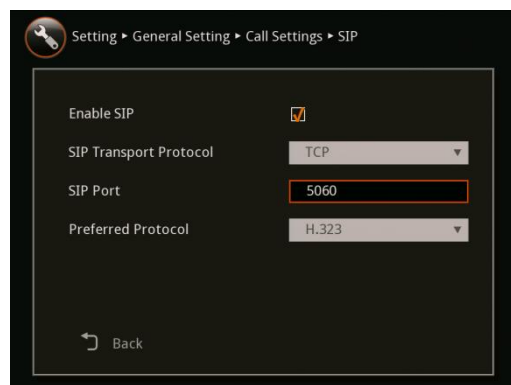 Setting ▸ General Setting ▸ Call Settings ▸ SIP
Enable SIP
SIP Transport Protocol TCP
SIP Port 5060
Preferred Protocol H.323
Back